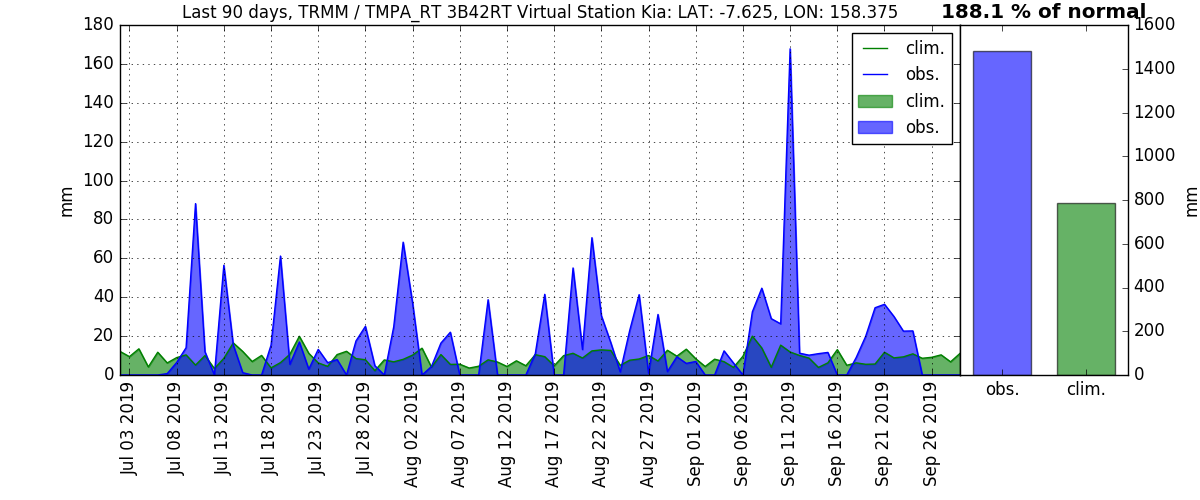 Last 90 days, TRMM / TMPA_RT 3B42RT Virtual Station Kia: LAT: -7.625, LON: 158.375
188.1 % of normal
mm
180
160
140
120
100
80
60
40
20
0
clim.
obs.
clim.
obs.
Jul 03 2019
Jul 08 2019
Jul 13 2019
Jul 18 2019
Jul 23 2019
Jul 28 2019
Aug 02 2019
Aug 07 2019
Aug 12 2019
Aug 17 2019
Aug 22 2019
Aug 27 2019
Sep 01 2019
Sep 06 2019
Sep 11 2019
Sep 16 2019
Sep 21 2019
Sep 26 2019
1600
1400
1200
1000
800
600
400
200
0
mm
obs.
clim.